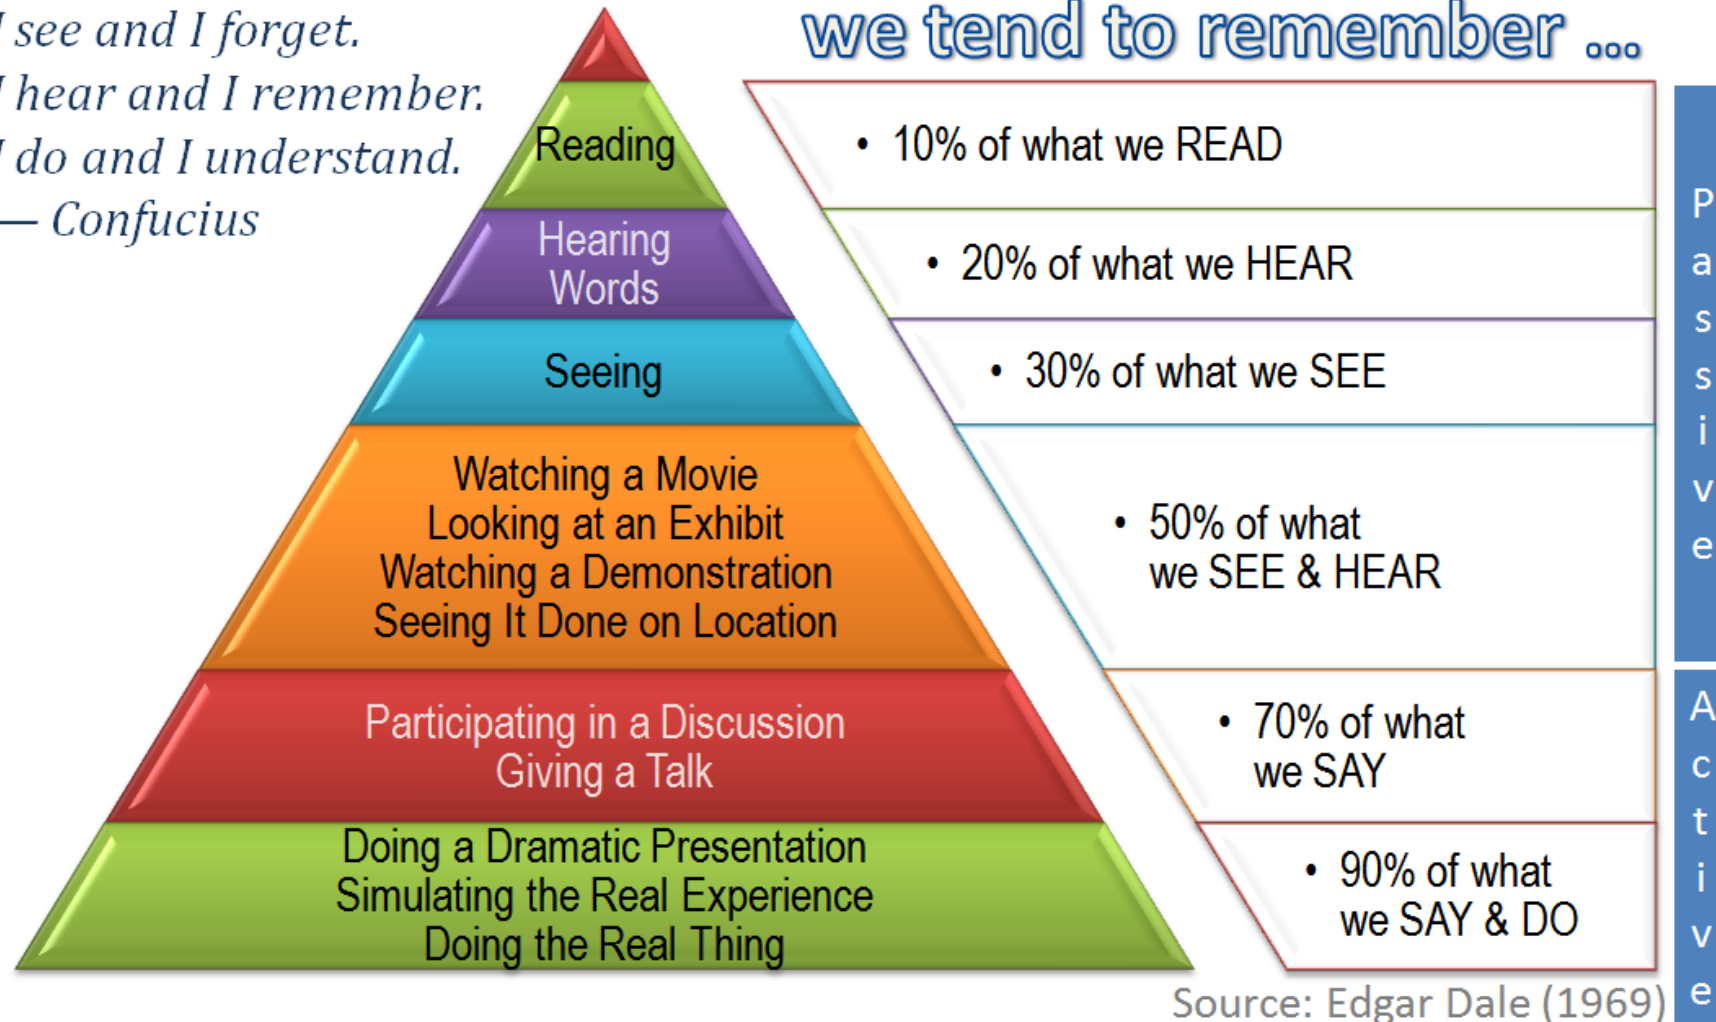 I see and I forget.
I hear and I remember.
I do and I understand.
— Confucius
we tend to remember ...
Reading
Hearing
Words
Seeing
Watching a Movie
Looking at an Exhibit
Watching a Demonstration
Seeing It Done on Location
Participating in a Discussion
Giving a Talk
Doing a Dramatic Presentation
Simulating the Real Experience
Doing the Real Thing
• 10% of what we READ
• 20% of what we HEAR
• 30% of what we SEE
• 50% of what
we SEE & HEAR
• 70% of what
we SAY
• 90% of what
we SAY & DO
Passive
Active
Source: Edgar Dale (1969)